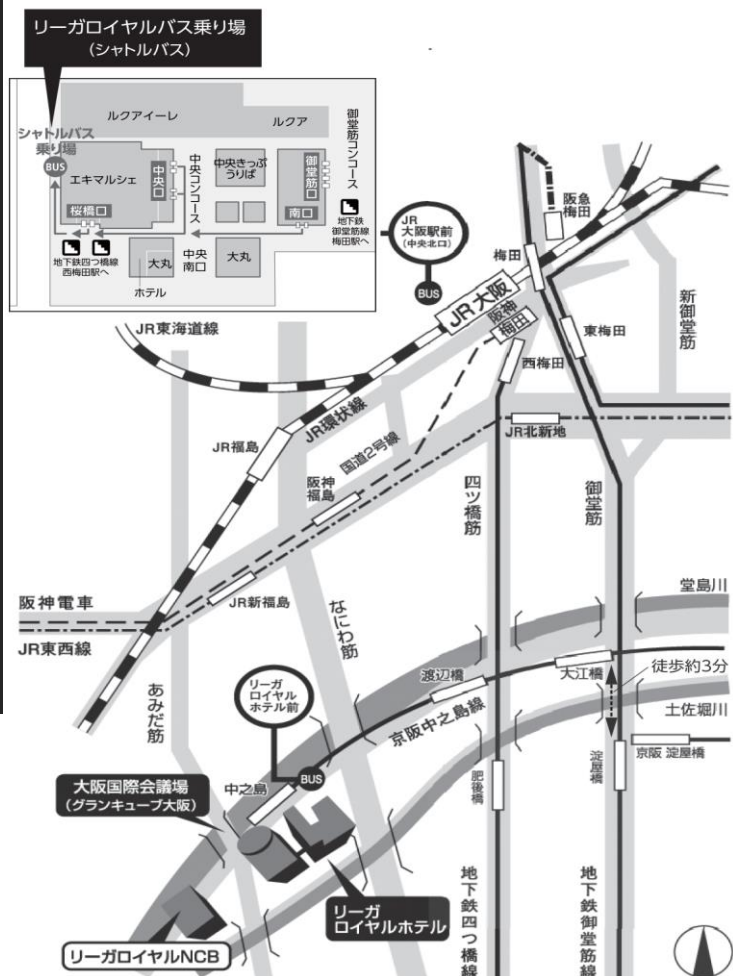 リーガロイヤルバス乗り場
(シャトルバス)
ルクアイーレ
ルクア
シャトルバス
乗り場
BUS
エキマルシェ
中央口
中央コンコース
中央きっぷ
うりば
御堂筋口
御堂筋コンコース
桜橋口
南口
地下鉄
御堂筋線
梅田駅へ
地下鉄四つ橋線
西梅田駅へ
大丸
中央
南口
大丸
ホテル
JR
大阪駅前
(中央北口)
BUS
阪急
梅田
梅田
JR大阪
阪神
梅田
東梅田
新御堂筋
西梅田
JR東海道線
JR環状線
JR福島
国道2号線
JR北新地
阪神
福島
四ツ橋筋
御堂筋
阪神電車
JR新福島
JR東西線
なにわ筋
堂島川
あみだ筋
リーガ
ロイヤル
ホテル前
渡辺橋
大江橋
徒歩約3分
京阪中之島線
土佐堀川
京阪 淀屋橋
淀屋橋
肥後橋
BUS
中之島
大阪国際会議場
(グランキューブ大阪)
リーガ
ロイヤルホテル
リーガロイヤルNCB
地下鉄四つ橋線
地下鉄御堂筋線